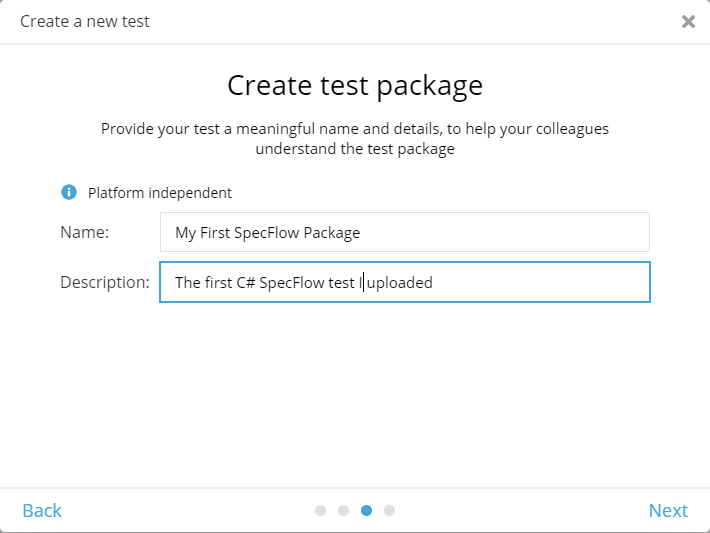 Create a new test
Create test package
Provide your test a meaningful name and details, to help your colleagues
understand the test package
Platform independent
Name: My First SpecFlow Package
Description: The first C# SpecFlow test I uploaded
Back Next